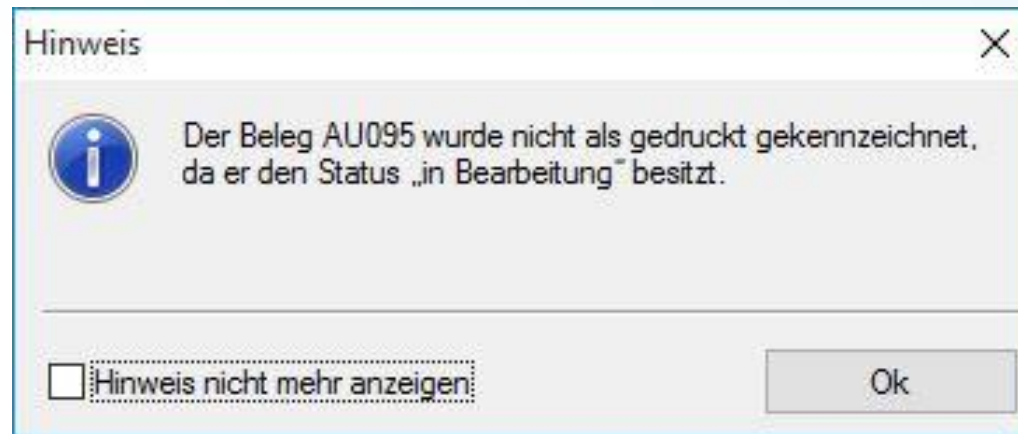 Hinweis
Der Beleg AU095 wurde nicht als gedruckt gekennzeichnet,
da er den Status „in Bearbeitung“ besitzt.
Hinweis nicht mehr anzeigen
Ok